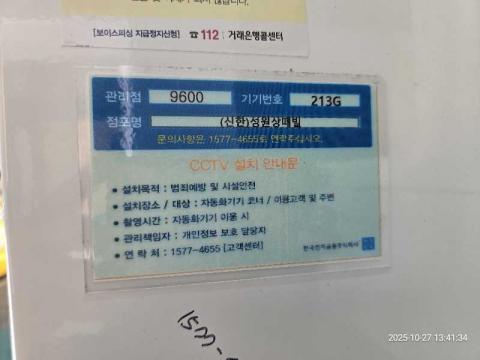 [보이스피싱 지급정지신청] ☎ 112 | 거래은행콜센터
관리점 9600 기기번호 213G
점포명 (신한)성원상떼빌
문의사항은 1577-4655로 연락주십시오.
CCTV 설치 안내문
• 설치목적 : 범죄예방 및 시설안전
• 설치장소 / 대상 : 자동화기기 코너 / 이용고객 및 주변
• 촬영시간 : 자동화기기 이용 시
• 관리책임자 : 개인정보 보호 담당자
• 연 락 처 : 1577-4655 [고객센터]
한국전자금융주식회사
2025-10-27 13:41:34